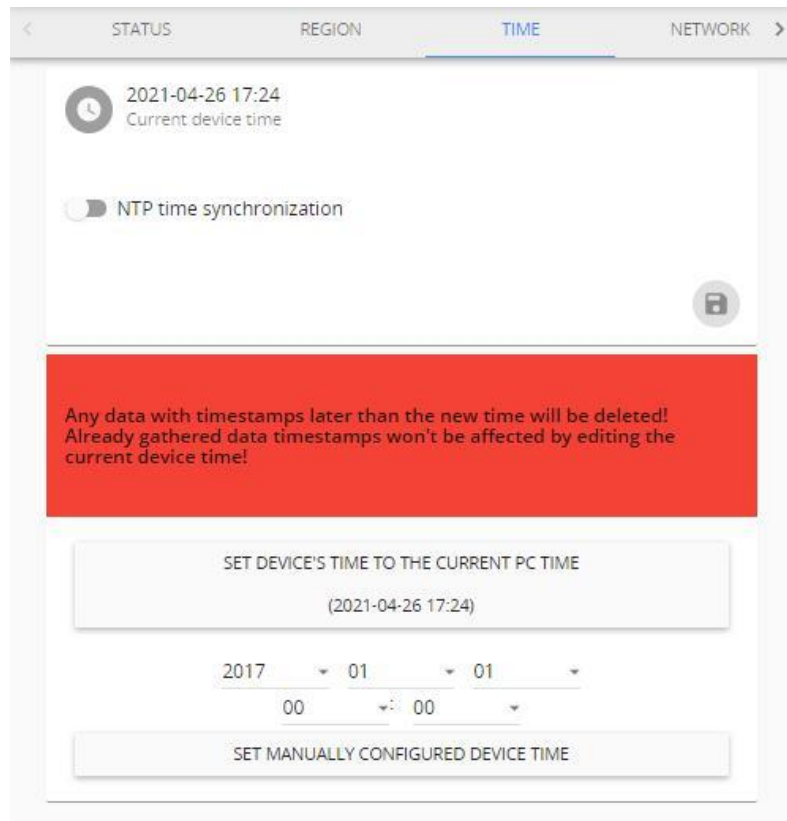 STATUS REGION TIME NETWORK
2021-04-26 17:24
Current device time
NTP time synchronization
Any data with timestamps later than the new time will be deleted!
Already gathered data timestamps won't be affected by editing the
current device time!
SET DEVICE'S TIME TO THE CURRENT PC TIME
(2021-04-26 17:24)
2017 01 01
00 : 00
SET MANUALLY CONFIGURED DEVICE TIME